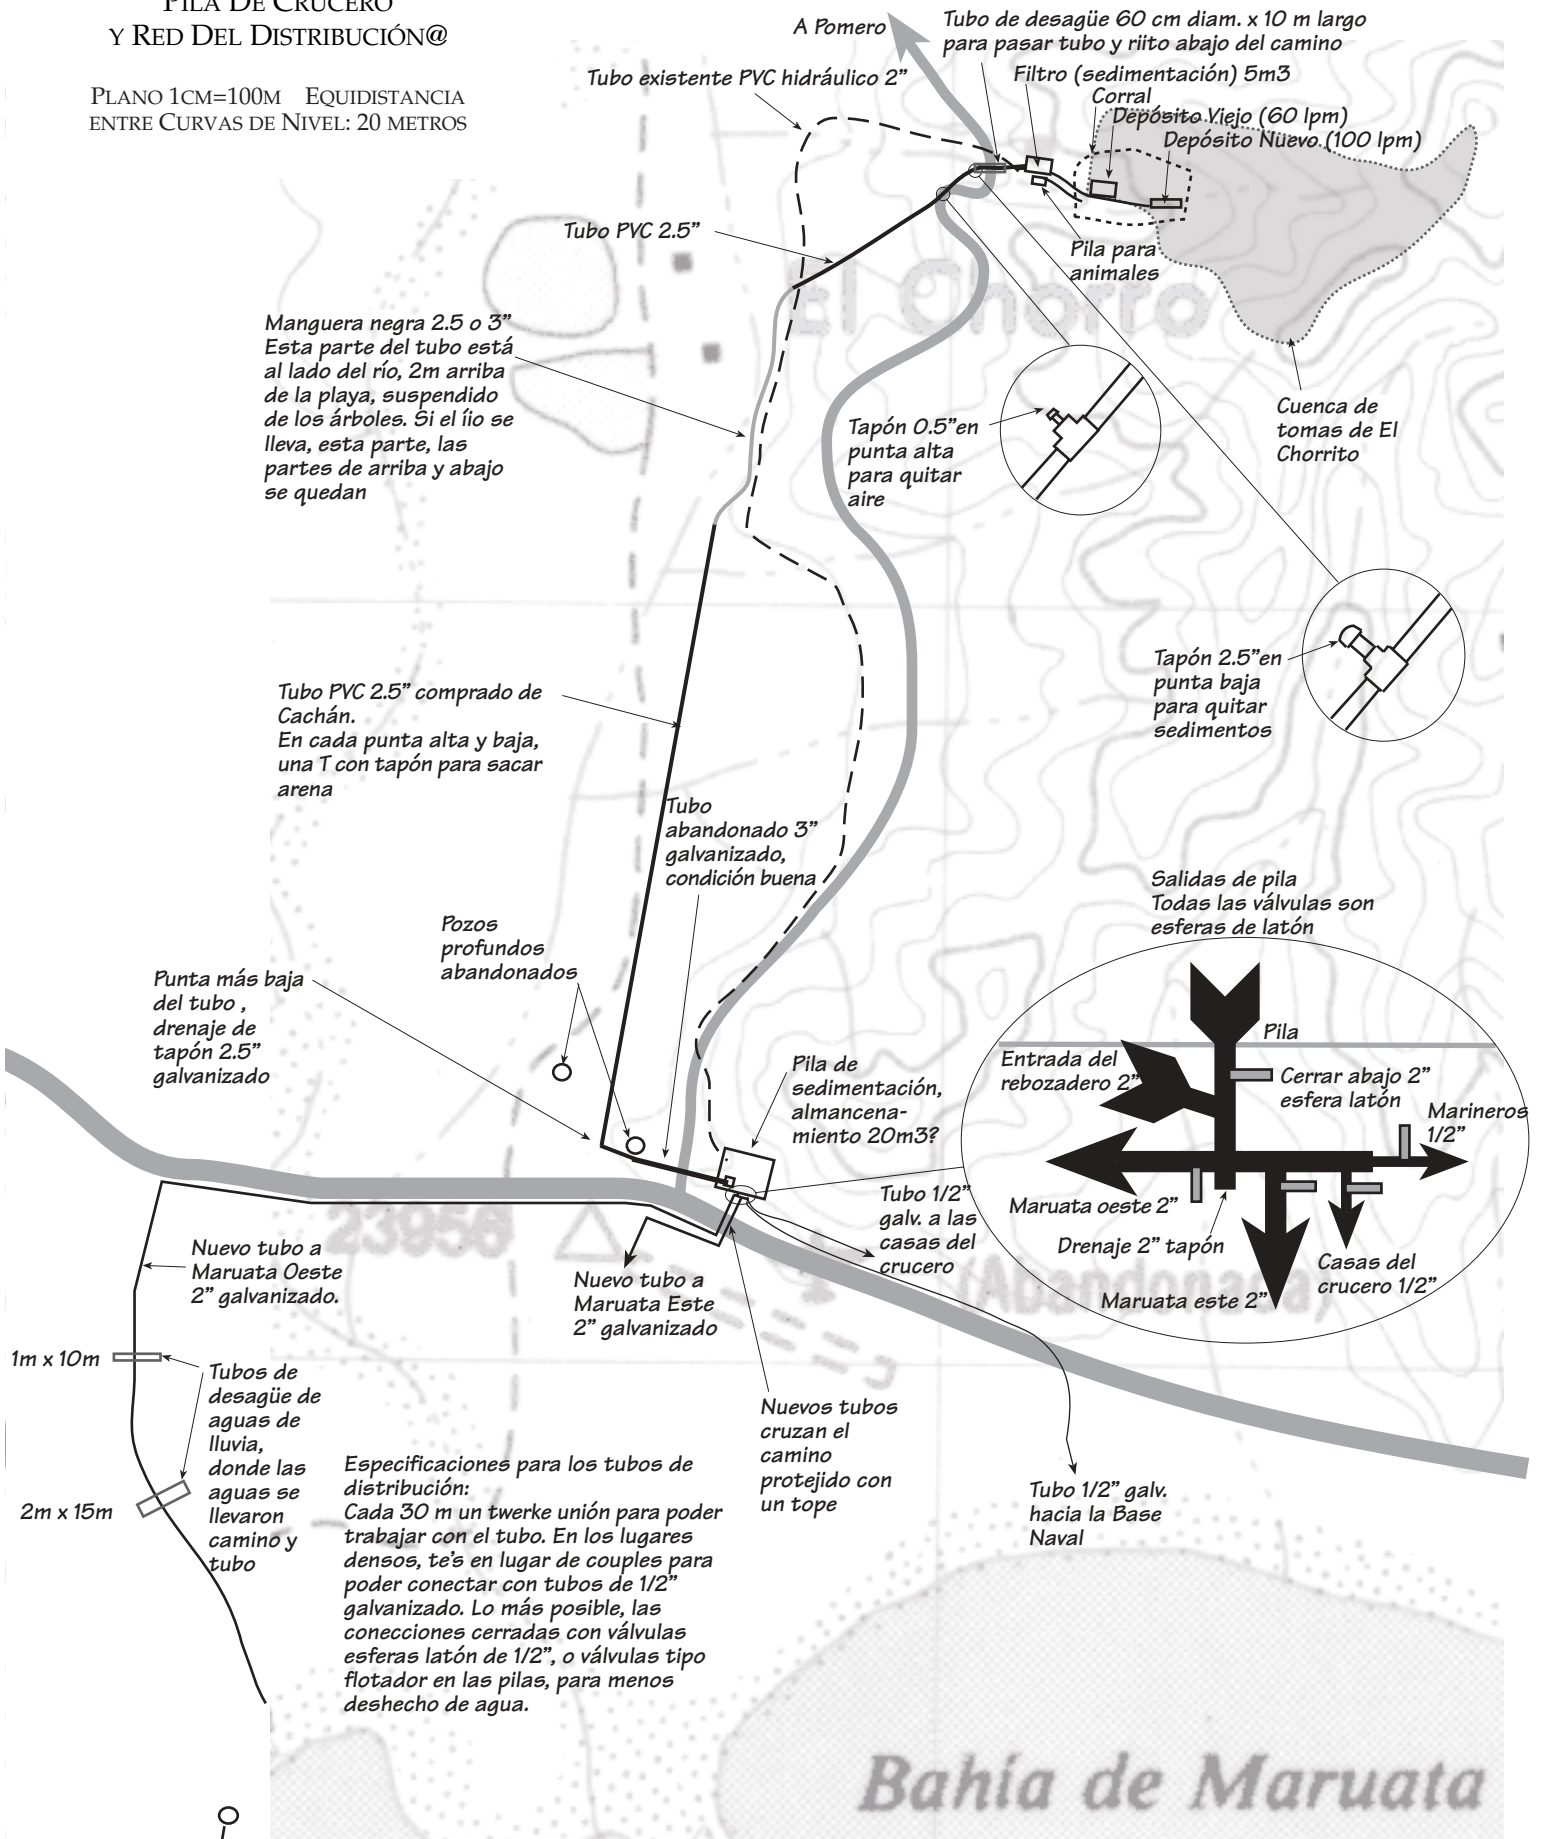 PILA DE CRUCERO
Y RED DEL DISTRIBUCIÓN@
PLANO 1CM=100M EQUIDISTANCIA
ENTRE CURVAS DE NIVEL: 20 METROS
A Pomero
Tubo de desagüe 60 cm diam. x 10 m largo
para pasar tubo y riito abajo del camino
Tubo existente PVC hidráulico 2”
Filtro (sedimentación) 5m3
Corral
Depósito Viejo (60 lpm)
Depósito Nuevo (100 lpm)
Tubo PVC 2.5”
Pila para
animales
El Chorro
Manguera negra 2.5 o 3”
Esta parte del tubo está
al lado del río, 2m arriba
de la playa, suspendido
de los árboles. Si el íio se
lleva, esta parte, las
partes de arriba y abajo
se quedan
Tapón 0.5”en
punta alta
para quitar
aire
Cuenca de
tomas de El
Chorrito
Tapón 2.5”en
punta baja
para quitar
sedimentos
Tubo PVC 2.5” comprado de
Cachán.
En cada punta alta y baja,
una T con tapón para sacar
arena
Tubo
abandonado 3”
galvanizado,
condición buena
Salidas de pila
Todas las válvulas son
esferas de latón
Pozos
profundos
abandonados
Punta más baja
del tubo ,
drenaje de
tapón 2.5”
galvanizado
Pila de
sedimentación,
almancena-
miento 20m3?
Pila
Entrada del
rebozadero 2”
Cerrar abajo 2”
esfera latón
Marineros
1/2”
Maruata oeste 2”
Drenaje 2” tapón
Casas del
crucero 1/2”
Maruata este 2”
Tubo 1/2”
galv. a las
casas del
crucero
23956
(Abandonada)
Nuevo tubo a
Maruata Oeste
2” galvanizado.
Nuevo tubo a
Maruata Este
2” galvanizado
1m x 10m
Tubos de
desagüe de
aguas de
lluvia,
donde las
aguas se
llevaron
camino y
tubo
2m x 15m
Nuevos tubos
cruzan el
camino
protejido con
un tope
Tubo 1/2” galv.
hacia la Base
Naval
Especificaciones para los tubos de
distribución:
Cada 30 m un twerke unión para poder
trabajar con el tubo. En los lugares
densos, te’s en lugar de couples para
poder conectar con tubos de 1/2”
galvanizado. Lo más posible, las
conecciones cerradas con válvulas
esferas latón de 1/2”, o válvulas tipo
flotador en las pilas, para menos
deshecho de agua.
Bahía de Maruata